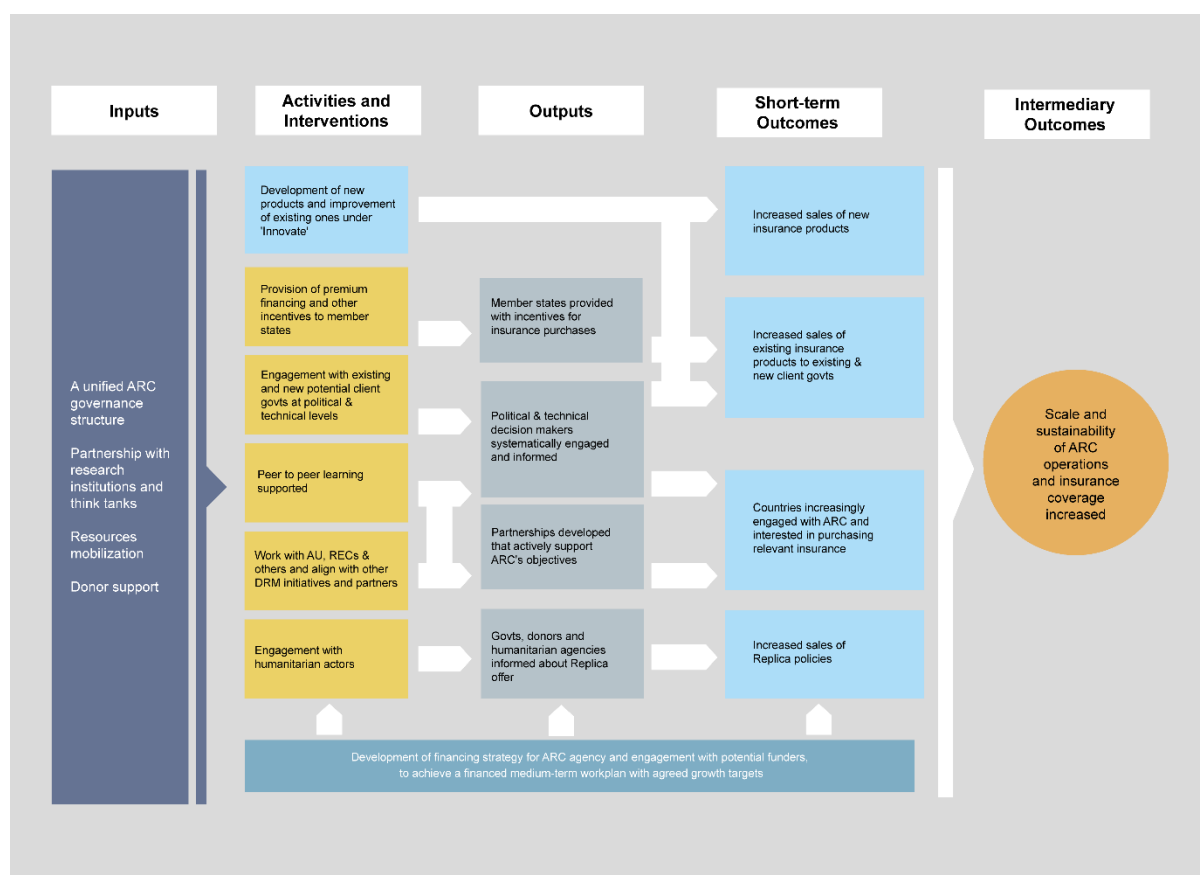 Inputs
Activities and
Interventions
Outputs
Short-term
Outcomes
Intermediary
Outcomes
A unified ARC
governance
structure
Partnership with
research
institutions and
think tanks
Resources
mobilization
Donor support
Development of new
products and improvement
of existing ones under
'Innovate'
Provision of premium
financing and other
incentives to member
states
Engagement with existing
and new potential client
govts at political &
technical levels
Peer to peer learning
supported
Work with AU, RECs &
others and align with other
DRM initiatives and partners
Engagement with
humanitarian actors
Member states provided
with incentives for
insurance purchases
Political & technical
decision makers
systematically engaged
and informed
Partnerships developed
that actively support
ARC's objectives
Govts, donors and
humanitarian agencies
informed about Replica
offer
Increased sales of new
insurance products
Increased sales of
existing insurance
products to existing &
new client govts
Countries increasingly
engaged with ARC and
interested in purchasing
relevant insurance
Increased sales of
Replica policies
Scale and
sustainability
of ARC
operations
and insurance
coverage
increased
Development of financing strategy for ARC agency and engagement with potential funders,
to achieve a financed medium-term workplan with agreed growth targets